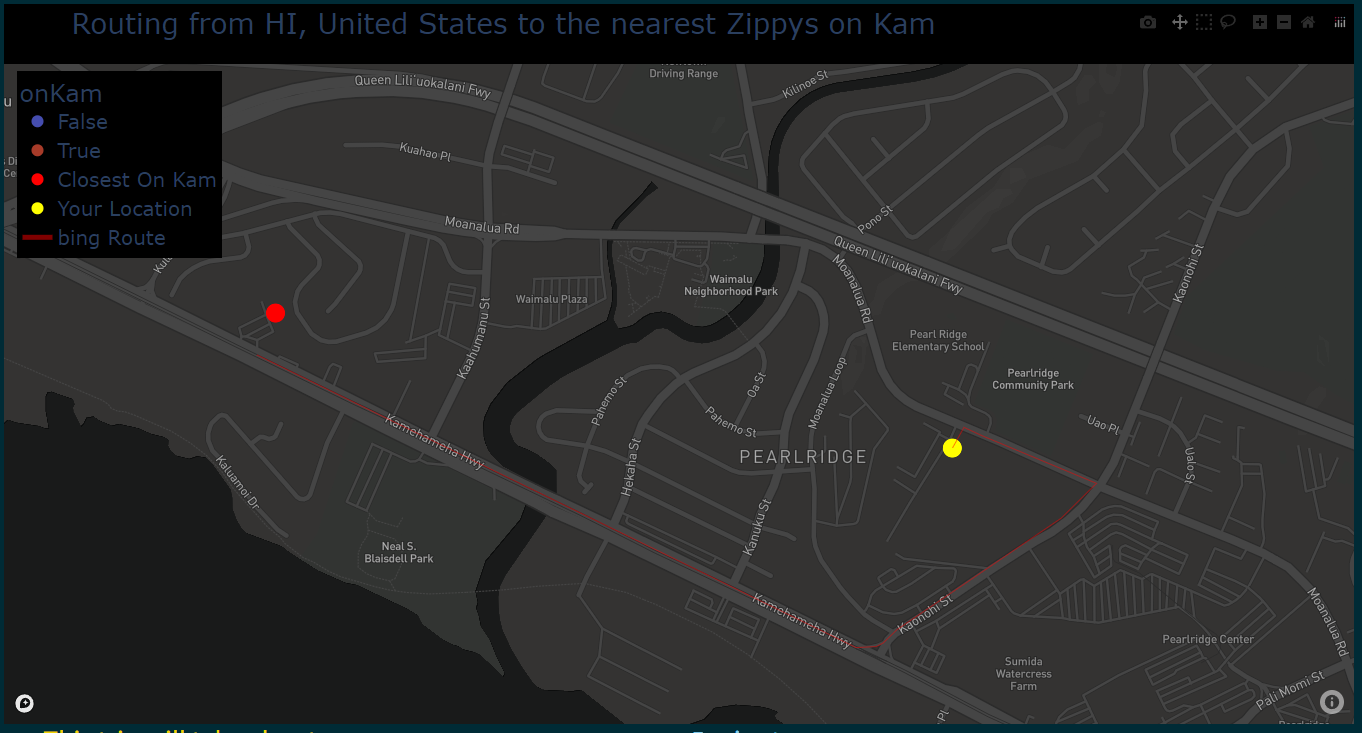 Routing from HI, United States to the nearest Zippys on Kam
onKam
False
True
Closest On Kam
Your Location
bing Route
Driving Range
Kilinoe St
Queen Lili'uokalani Fwy
Kuahao Pl
Moanalua Rd
Pono St
Queen Lili'uokalani Fwy
Kaonohi St
Waimalu
Neighborhood Park
Waimalu Plaza
Moanalua Rd
Kaahumanu St
Pearl Ridge
Elementary School
Pearlridge
Community Park
Moanalua Loop
Oa St
Paherno St
Paherno St
Uao Pl
Kamehameha Hwy
PEARLRIDGE
Hekaha St
Ualo St
Kaluamoi Dr
Kanuku St
Neal S.
Blaisdell Park
Kamehameha Hwy
Kaonohi St
Moanalua Rd
Pearlridge Center
Sumida
Watercress
Farm
Pali Momi St
Pl